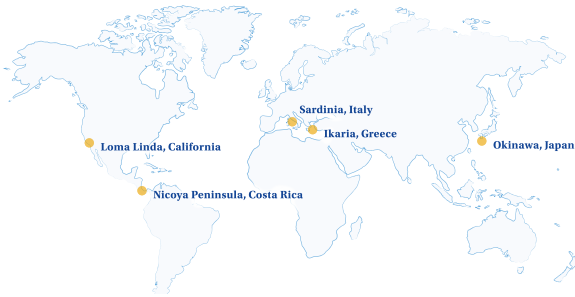 Sardinia, Italy
Ikaria, Greece
Loma Linda, California
Okinawa, Japan
Nicoya Peninsula, Costa Rica